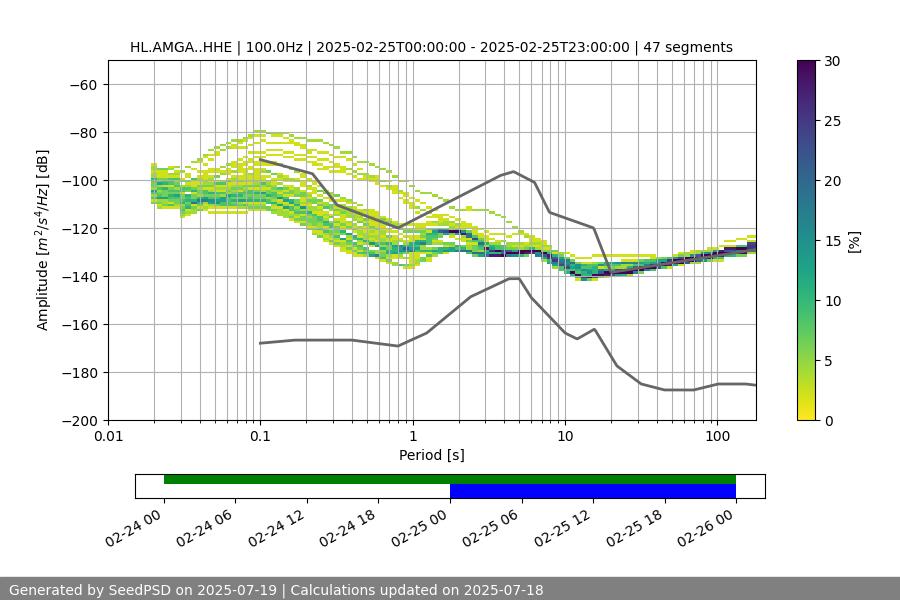 HL.AMGA..HHE | 100.0Hz | 2025-02-25T00:00:00 - 2025-02-25T23:00:00 | 47 segments
−60
−80
−100
−120
−140
−160
−180
−200
Amplitude [m²/s⁴/Hz] [dB]
0.01 0.1 1 10 100
Period [s]
30
25
20
15
10
5
0
[%]
02-24 00 02-24 06 02-24 12 02-24 18 02-25 00 02-25 06 02-25 12 02-25 18 02-26 00
Generated by SeedPSD on 2025-07-19 | Calculations updated on 2025-07-18